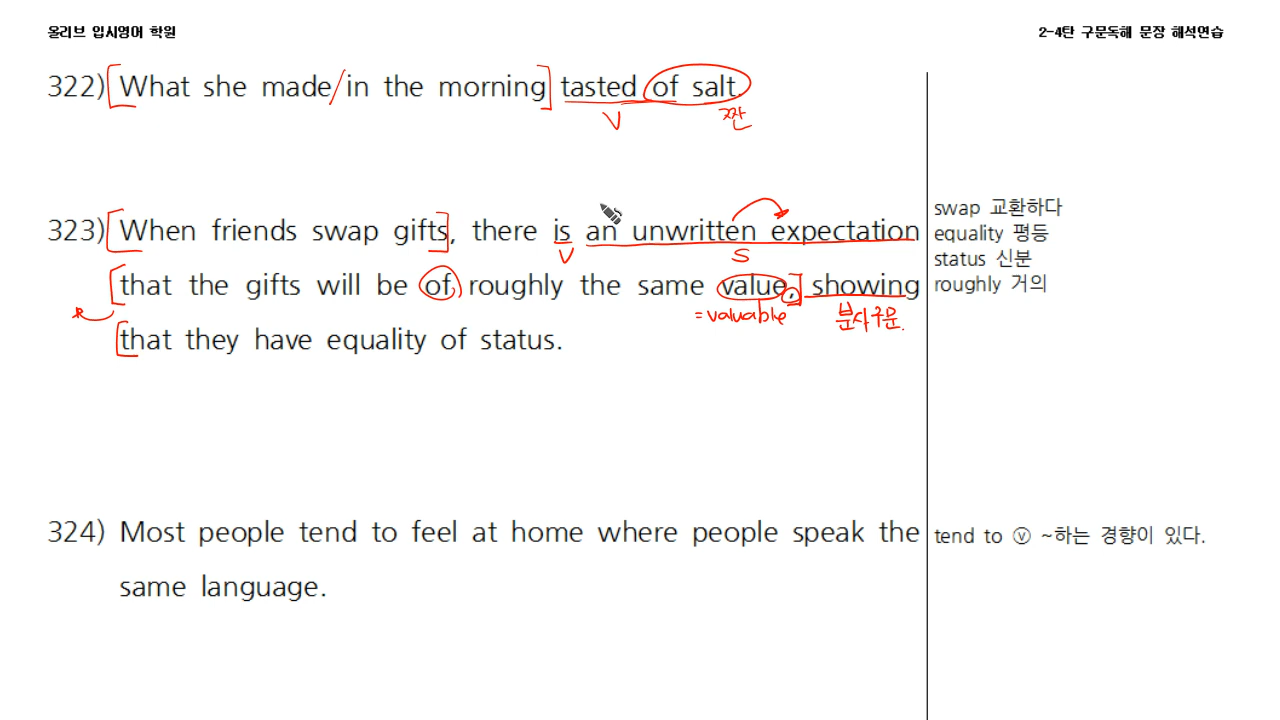 올리브 입시영어 학원
2-4탄 구문독해 문장 해석연습
322) What she made/in the morning tasted of salt.
V
짠
323) When friends swap gifts, there is an unwritten expectation
V
S
that the gifts will be of roughly the same value, showing
= valuable
분사구문.
that they have equality of status.
swap 교환하다
equality 평등
status 신분
roughly 거의
324) Most people tend to feel at home where people speak the
same language.
tend to ⓥ ~하는 경향이 있다.